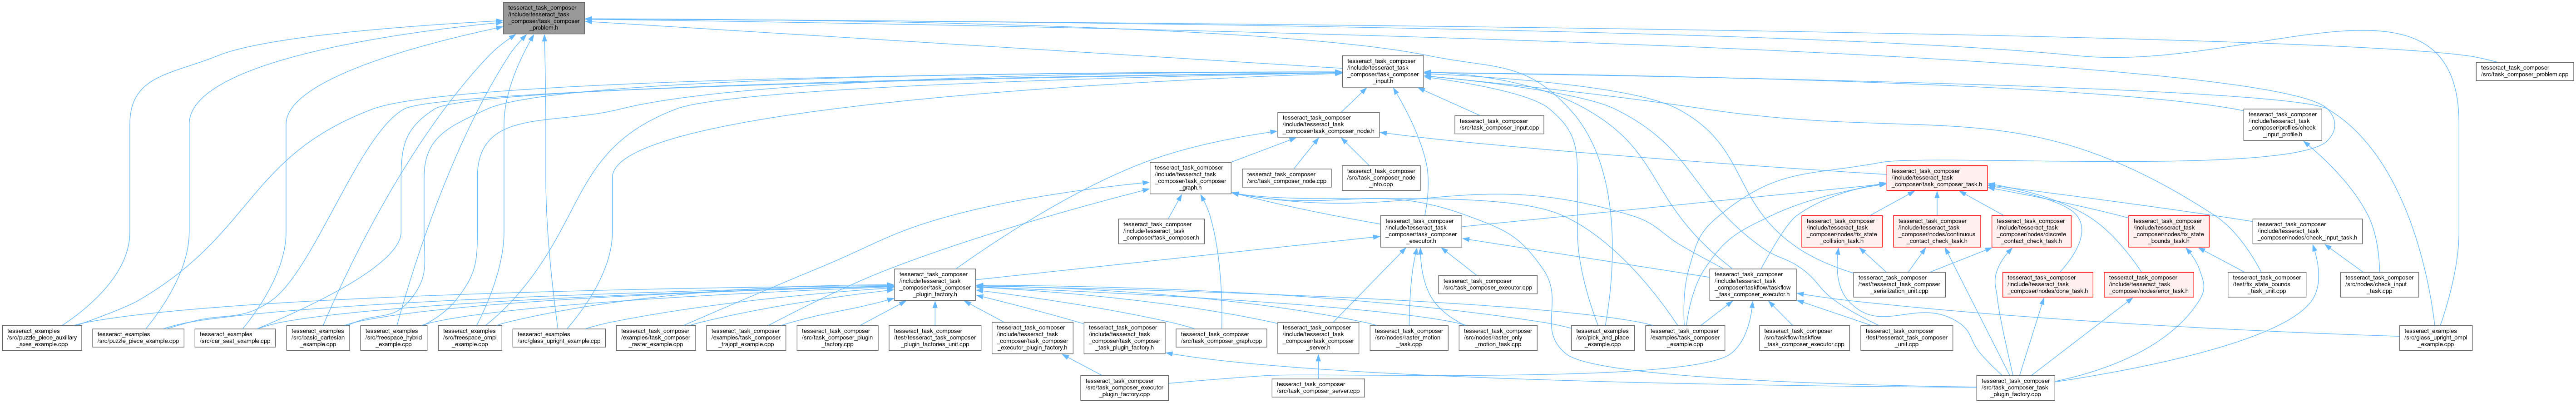 tesseract_task_composer
/include/tesseract_task
_composer/task_composer
_problem.h
tesseract_task_composer
/include/tesseract_task
_composer/task_composer
_input.h
tesseract_task_composer
/src/task_composer_problem.cpp
tesseract_task_composer
/include/tesseract_task
_composer/task_composer_node.h
tesseract_task_composer
/src/task_composer_input.cpp
tesseract_task_composer
/include/tesseract_task
_composer/profiles/check
_input_profile.h
tesseract_task_composer
/include/tesseract_task
_composer/task_composer
_graph.h
tesseract_task_composer
/src/task_composer_node.cpp
tesseract_task_composer
/src/task_composer_node
_info.cpp
tesseract_task_composer
/include/tesseract_task
_composer/task_composer_task.h
tesseract_task_composer
/include/tesseract_task
_composer/task_composer.h
tesseract_task_composer
/include/tesseract_task
_composer/task_composer
_executor.h
tesseract_task_composer
/include/tesseract_task
_composer/nodes/fix_state
_collision_task.h
tesseract_task_composer
/include/tesseract_task
_composer/nodes/continuous
_contact_check_task.h
tesseract_task_composer
/include/tesseract_task
_composer/nodes/discrete
_contact_check_task.h
tesseract_task_composer
/include/tesseract_task
_composer/nodes/fix_state
_bounds_task.h
tesseract_task_composer
/include/tesseract_task
_composer/nodes/check_input_task.h
tesseract_task_composer
/include/tesseract_task
_composer/task_composer
_plugin_factory.h
tesseract_task_composer
/src/task_composer_executor.cpp
tesseract_task_composer
/include/tesseract_task
_composer/taskflow/taskflow
_task_composer_executor.h
tesseract_task_composer
/test/tesseract_task_composer
_serialization_unit.cpp
tesseract_task_composer
/include/tesseract_task
_composer/nodes/done_task.h
tesseract_task_composer
/include/tesseract_task
_composer/nodes/error_task.h
tesseract_task_composer
/test/fix_state_bounds
_task_unit.cpp
tesseract_task_composer
/src/nodes/check_input
_task.cpp
tesseract_examples
/src/puzzle_piece_auxillary
_axes_example.cpp
tesseract_examples
/src/puzzle_piece_example.cpp
tesseract_examples
/src/car_seat_example.cpp
tesseract_examples
/src/basic_cartesian
_example.cpp
tesseract_examples
/src/freespace_hybrid
_example.cpp
tesseract_examples
/src/freespace_ompl
_example.cpp
tesseract_examples
/src/glass_upright_example.cpp
tesseract_task_composer
/examples/task_composer
_raster_example.cpp
tesseract_task_composer
/examples/task_composer
_trajopt_example.cpp
tesseract_task_composer
/src/task_composer_plugin
_factory.cpp
tesseract_task_composer
/test/tesseract_task_composer
_plugin_factories_unit.cpp
tesseract_task_composer
/include/tesseract_task
_composer/task_composer
_executor_plugin_factory.h
tesseract_task_composer
/include/tesseract_task
_composer/task_composer
_task_plugin_factory.h
tesseract_task_composer
/src/task_composer_graph.cpp
tesseract_task_composer
/include/tesseract_task
_composer/task_composer
_server.h
tesseract_task_composer
/src/nodes/raster_motion
_task.cpp
tesseract_task_composer
/src/nodes/raster_only
_motion_task.cpp
tesseract_examples
/src/pick_and_place
_example.cpp
tesseract_task_composer
/examples/task_composer
_example.cpp
tesseract_task_composer
/src/taskflow/taskflow
_task_composer_executor.cpp
tesseract_task_composer
/test/tesseract_task_composer
_unit.cpp
tesseract_examples
/src/glass_upright_ompl
_example.cpp
tesseract_task_composer
/src/task_composer_executor
_plugin_factory.cpp
tesseract_task_composer
/src/task_composer_server.cpp
tesseract_task_composer
/src/task_composer_task
_plugin_factory.cpp